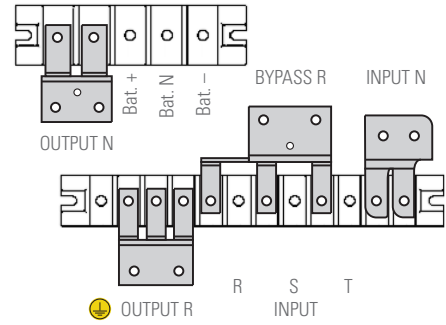 Bat. +
Bat. N
Bat. –
OUTPUT N
BYPASS R
INPUT N
R S T
OUTPUT R
INPUT